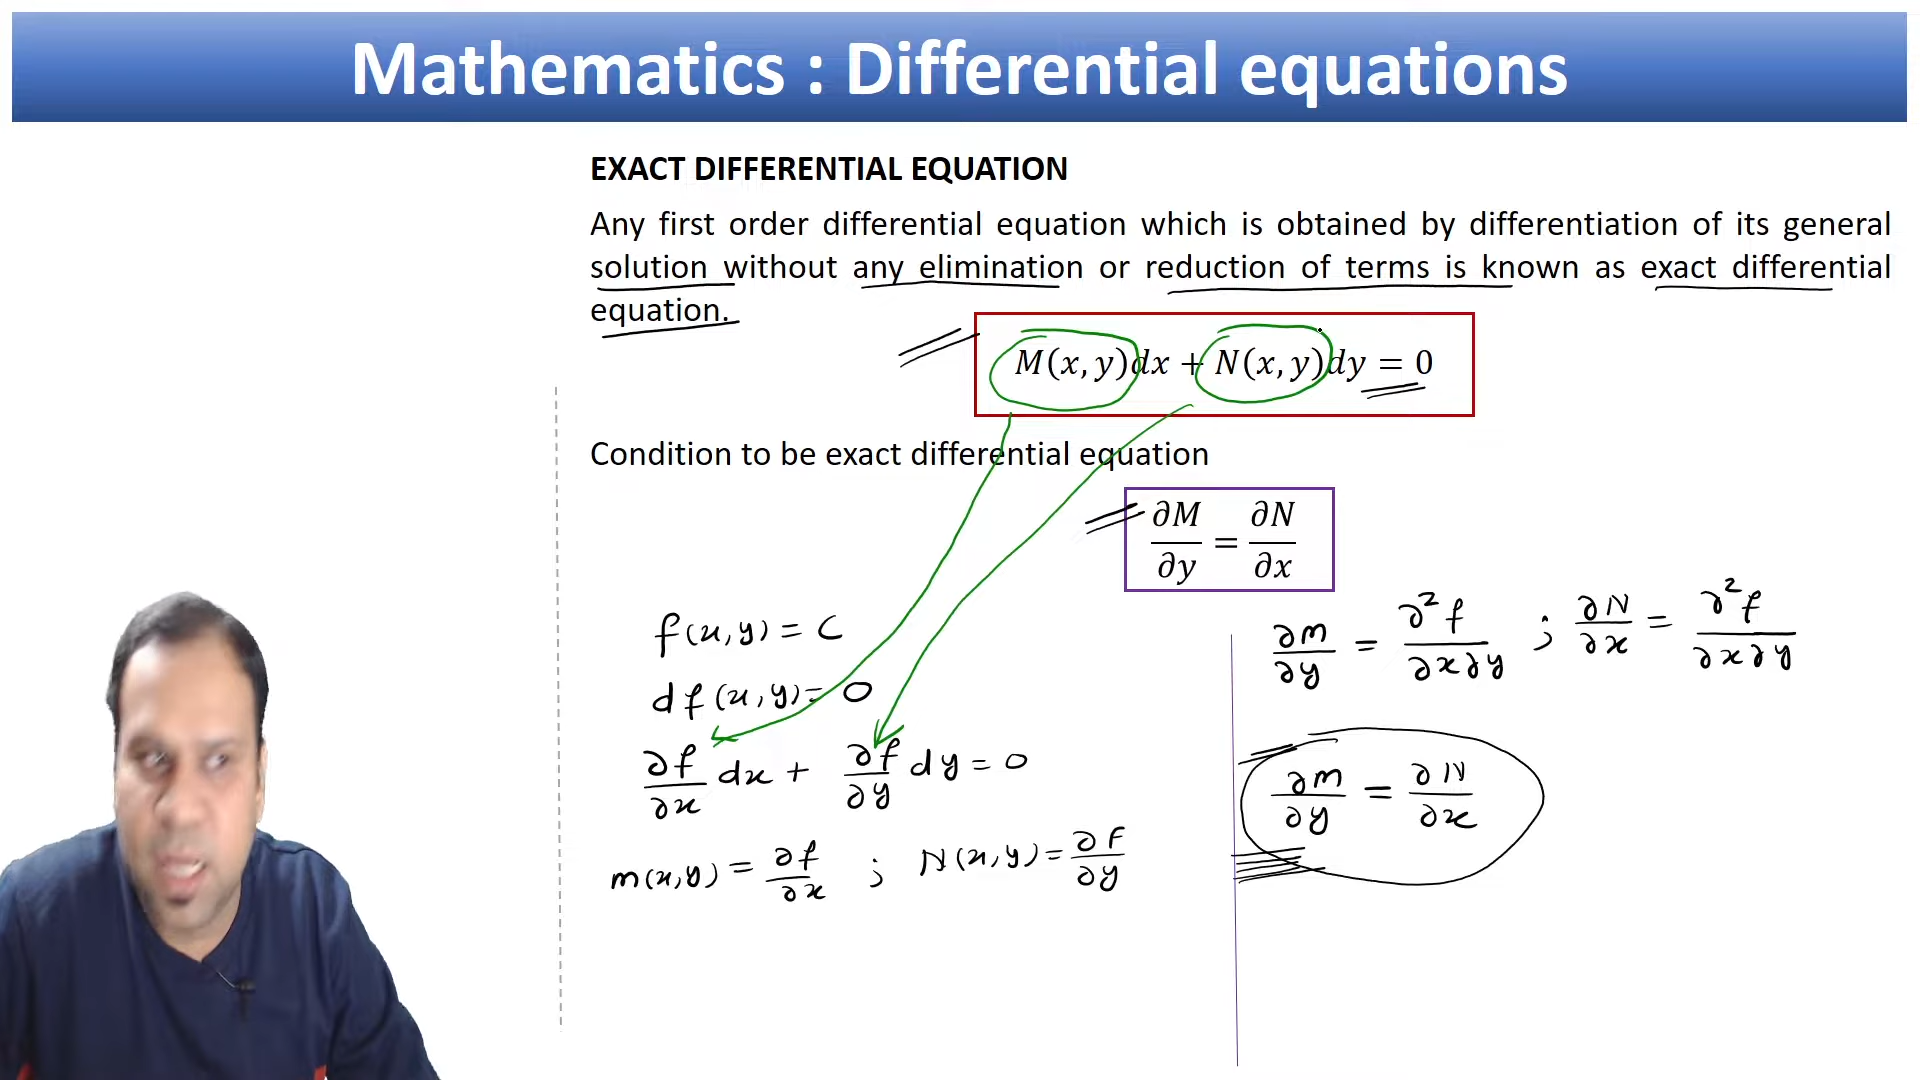 Mathematics : Differential equations
EXACT DIFFERENTIAL EQUATION
Any first order differential equation which is obtained by differentiation of its general
solution without any elimination or reduction of terms is known as exact differential
equation.
M(x, y)dx + N(x, y)dy = 0
Condition to be exact differential equation
∂M/∂y = ∂N/∂x
f(x,y) = C
df(x,y) = 0
∂f/∂x dx + ∂f/∂y dy = 0
m(x,y) = ∂f/∂x ; N(x,y) = ∂F/∂y
∂m/∂y = ∂²f/∂x∂y ; ∂N/∂x = ∂²f/∂x∂y
∂m/∂y = ∂N/∂x